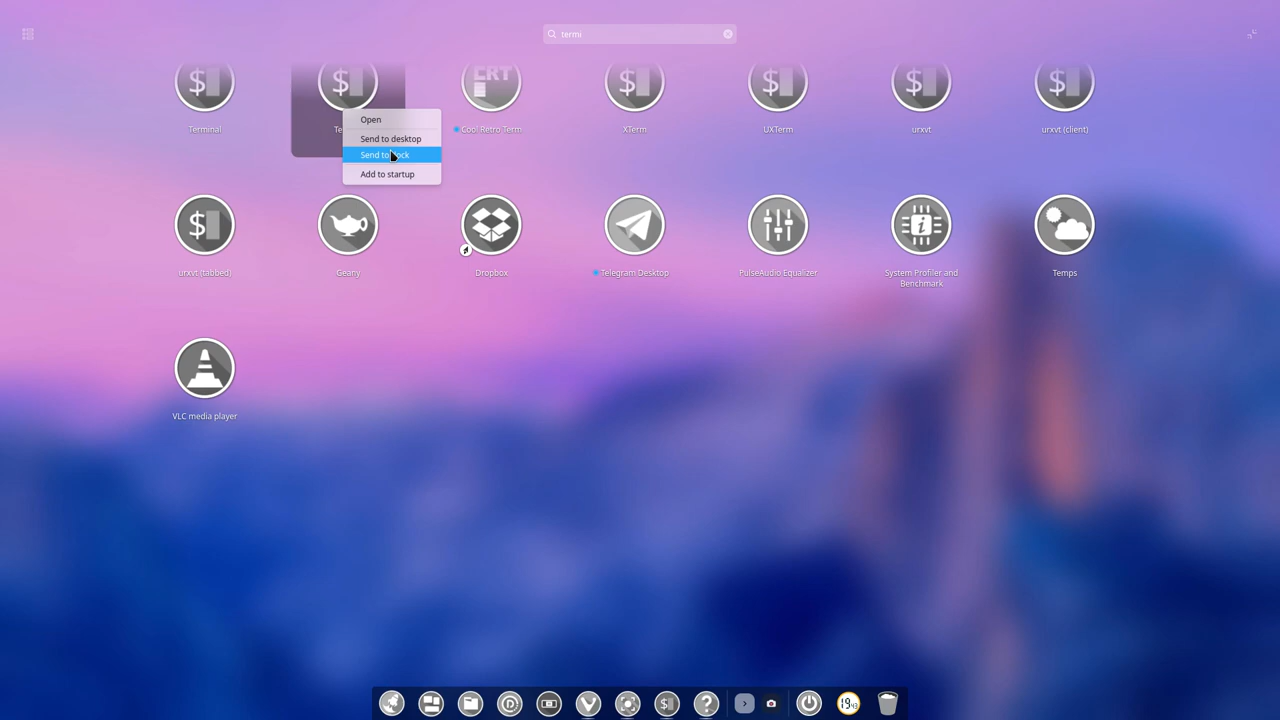 termi
CRT
Terminal
Cool Retro Term
XTerm
UXTerm
urxvt
urxvt (client)
Open
Send to desktop
Send to
Add to startup
urxvt (tabbed)
Geany
Dropbox
Telegram Desktop
PulseAudio Equalizer
System Profiler and
Benchmark
Temps
VLC media player